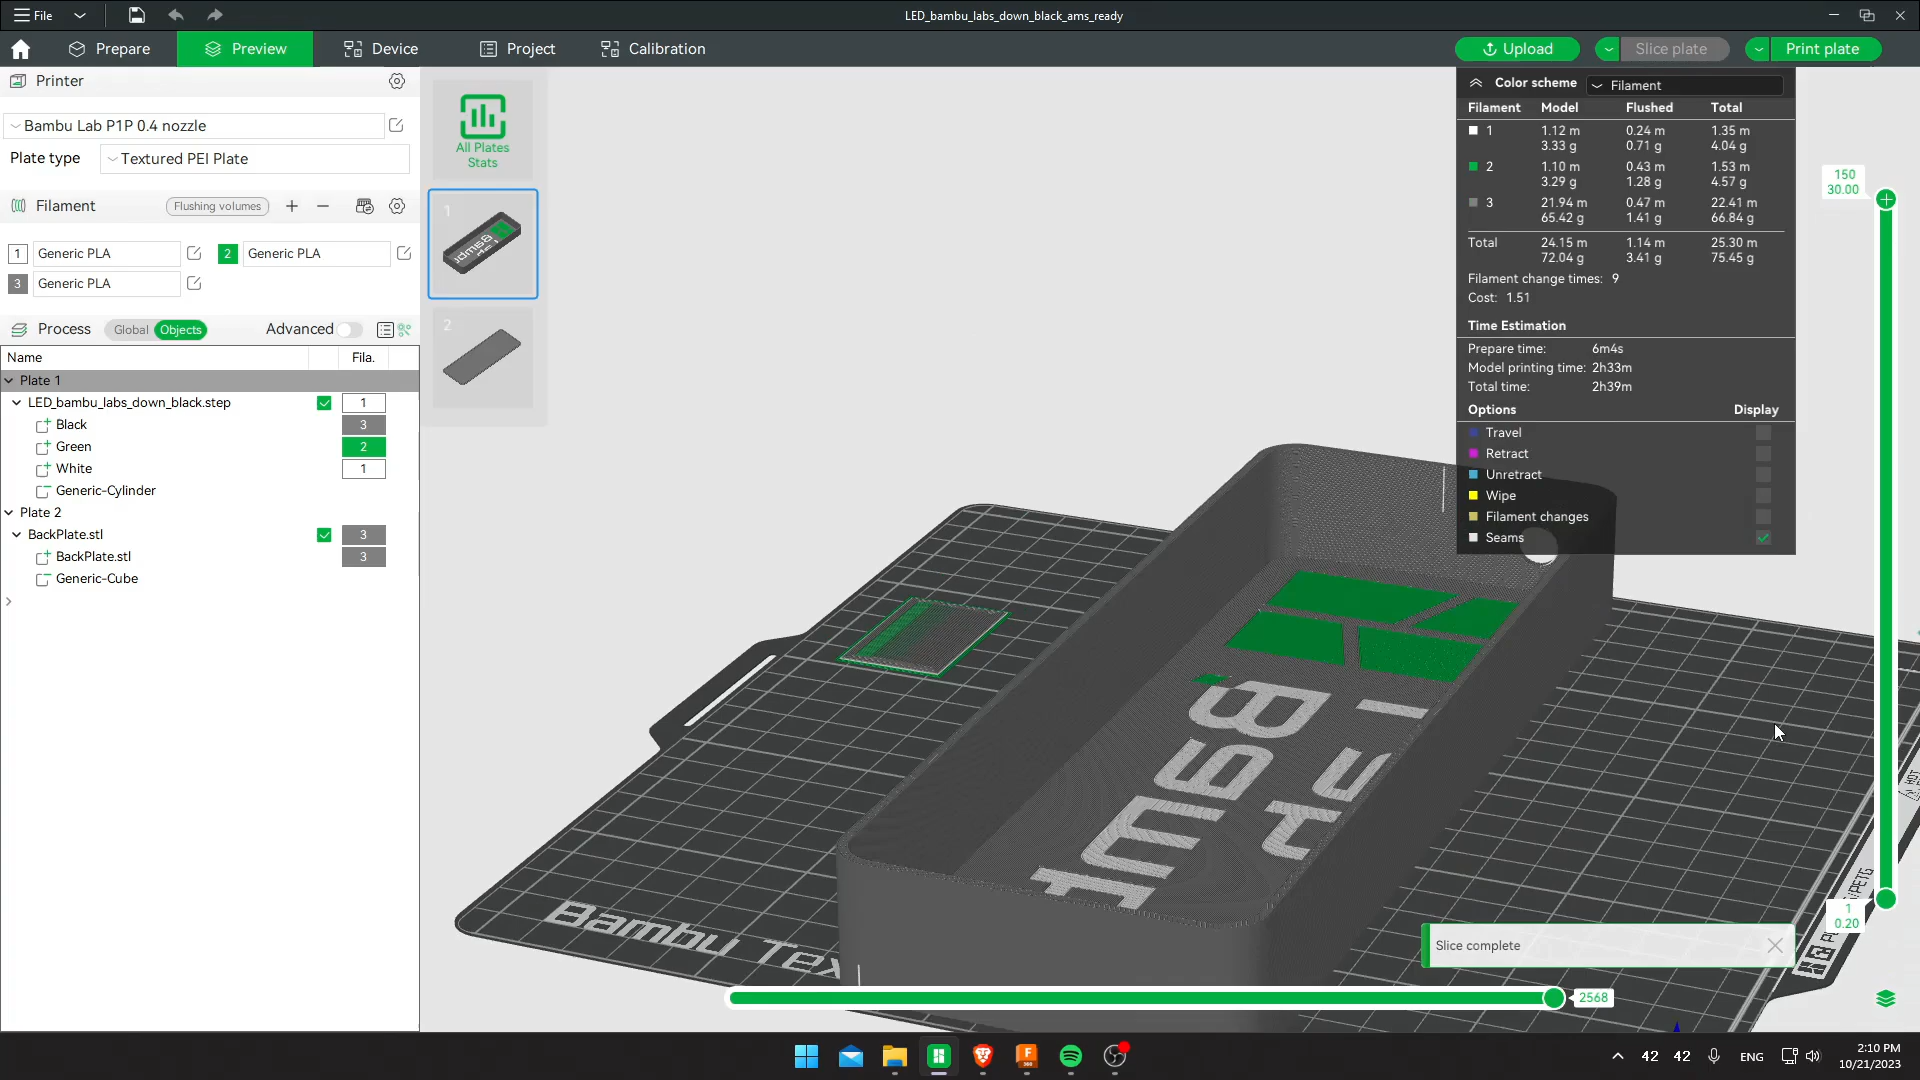 File
LED_bambu_labs_down_black_ams_ready
Prepare
Preview
Device
Project
Calibration
Upload
Slice plate
Print plate
Printer
Bambu Lab P1P 0.4 nozzle
Plate type
Textured PEI Plate
Filament
Flushing volumes
1 Generic PLA
2 Generic PLA
3 Generic PLA
Process
Global Objects
Advanced
Name Fila.
Plate 1
LED_bambu_labs_down_black.step 1
Black 3
Green 2
White 1
Generic-Cylinder
Plate 2
BackPlate.stl 3
BackPlate.stl 3
Generic-Cube
All Plates
Stats
1
2
Color scheme Filament
Filament Model Flushed Total
1 1.12 m 0.24 m 1.35 m
3.33 g 0.71 g 4.04 g
2 1.10 m 0.43 m 1.53 m
3.29 g 1.28 g 4.57 g
3 21.94 m 0.47 m 22.41 m
65.42 g 1.41 g 66.84 g
Total 24.15 m 1.14 m 25.30 m
72.04 g 3.41 g 75.45 g
Filament change times: 9
Cost: 1.51
Time Estimation
Prepare time: 6m4s
Model printing time: 2h33m
Total time: 2h39m
Options Display
Travel
Retract
Unretract
Wipe
Filament changes
Seams
150
30.00
1
0.20
Bambu Tex
Slice complete
2568
42 42 ENG
2:10 PM
10/21/2023